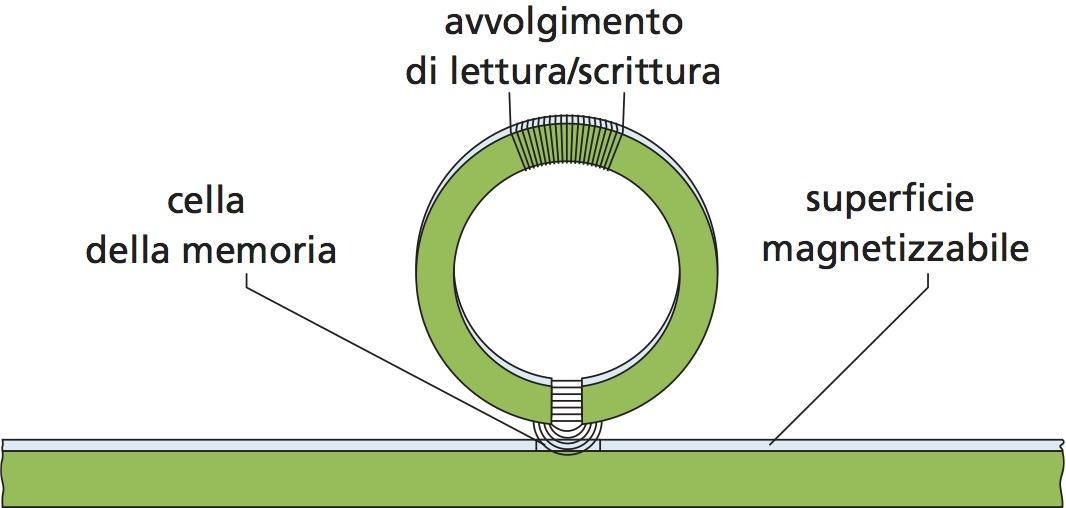 avvolgimento
di lettura/scrittura
cella
della memoria
superficie
magnetizzabile